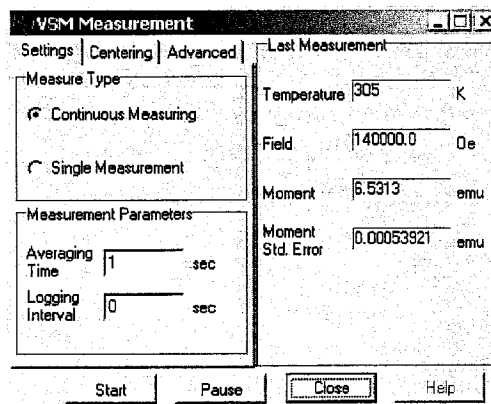 VSM Measurement
Settings Centering Advanced
Measure Type
Continuous Measuring
Single Measurement
Measurement Parameters
Averaging Time 1 sec
Logging Interval 0 sec
Last Measurement
Temperature 305 K
Field 140000.0 Oe
Moment 6.5313 emu
Moment Std. Error 0.00053921 emu
Start Pause Close Help